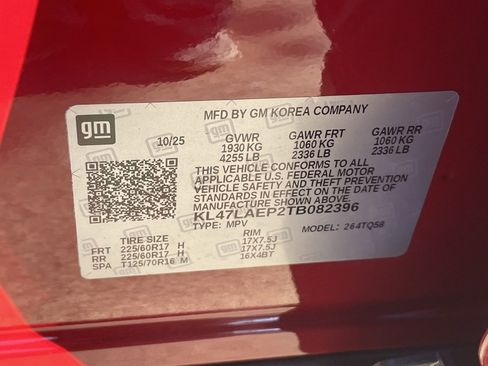 gm
MFD BY GM KOREA COMPANY
10/25 GVWR GAWR FRT GAWR RR
1930 KG 1060 KG 1060 KG
4255 LB 2336 LB 2336 LB
THIS VEHICLE CONFORMS TO ALL
APPLICABLE U.S. FEDERAL MOTOR
VEHICLE SAFETY AND THEFT PREVENTION
STANDARDS IN EFFECT ON THE DATE OF
MANUFACTURE SHOWN ABOVE.
KL47LAEP2TB082396
TYPE: MPV MODEL: 264TQ58
TIRE SIZE RIM
FRT 225/60R17 H 17X7.5J
RR 225/60R17 H 17X7.5J
SPA T125/70R16 M 16X4BT